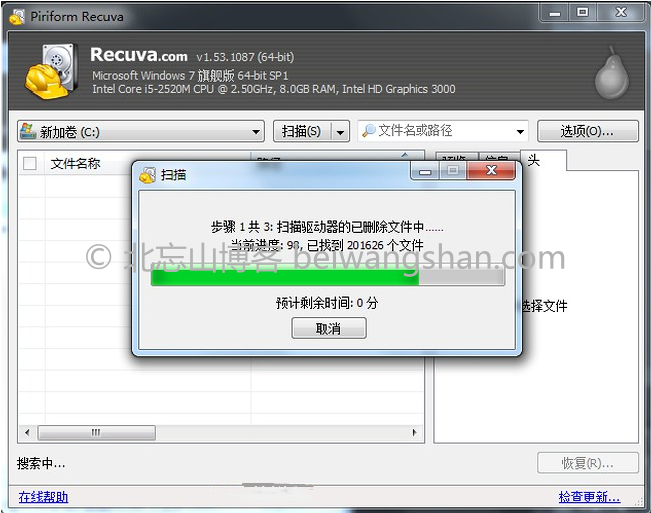 Piriform Recuva
Recuva.com v1.53.1087 (64-bit)
Microsoft Windows 7 旗舰版 64-bit SP1
Intel Core i5-2520M CPU @ 2.50GHz, 8.0GB RAM, Intel HD Graphics 3000
新加卷 (C:) 扫描(S) 文件名或路径 选项(O)...
文件名称 头
扫描
步骤 1 共 3: 扫描驱动器的已删除文件中......
当前进度: 98, 已找到 201626 个文件
© 北忘山博客 beiwangshan.com
预计剩余时间: 0 分
选择文件
取消
搜索中... 恢复(R)...
在线帮助 检查更新...